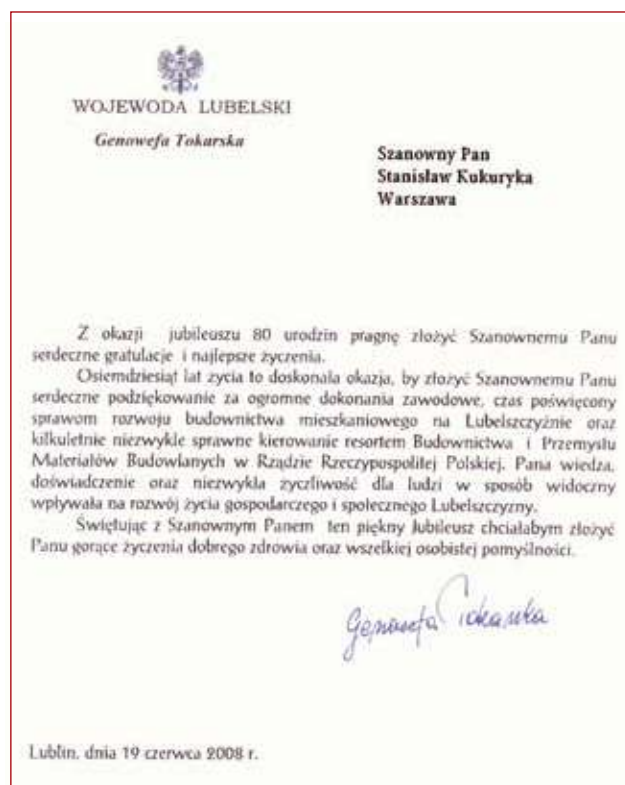 WOJEWODA LUBELSKI
Genowefa Tokarska
Szanowny Pan
Stanisław Kukuryka
Warszawa
Z okazji jubileuszu 80 urodzin pragnę złożyć Szanownemu Panu
serdeczne gratulacje i najlepsze życzenia.
Osiemdziesiąt lat życia to doskonała okazja, by złożyć Szanownemu Panu
serdeczne podziękowanie za ogromne dokonania zawodowe, czas poświęcony
sprawom rozwoju budownictwa mieszkaniowego na Lubelszczyźnie oraz
kilkuletnie niezwykle sprawne kierowanie resortem Budownictwa i Przemysłu
Materiałów Budowlanych w Rządzie Rzeczypospolitej Polskiej. Pana wiedza,
doświadczenie oraz niezwykła życzliwość dla ludzi w sposób widoczny
wpływała na rozwój życia gospodarczego i społecznego Lubelszczyzny.
Świętując z Szanownym Panem ten piękny Jubileusz chciałabym złożyć
Panu gorące życzenia dobrego zdrowia oraz wszelkiej osobistej pomyślności.
Genowefa Tokarska
Lublin, dnia 19 czerwca 2008 r.